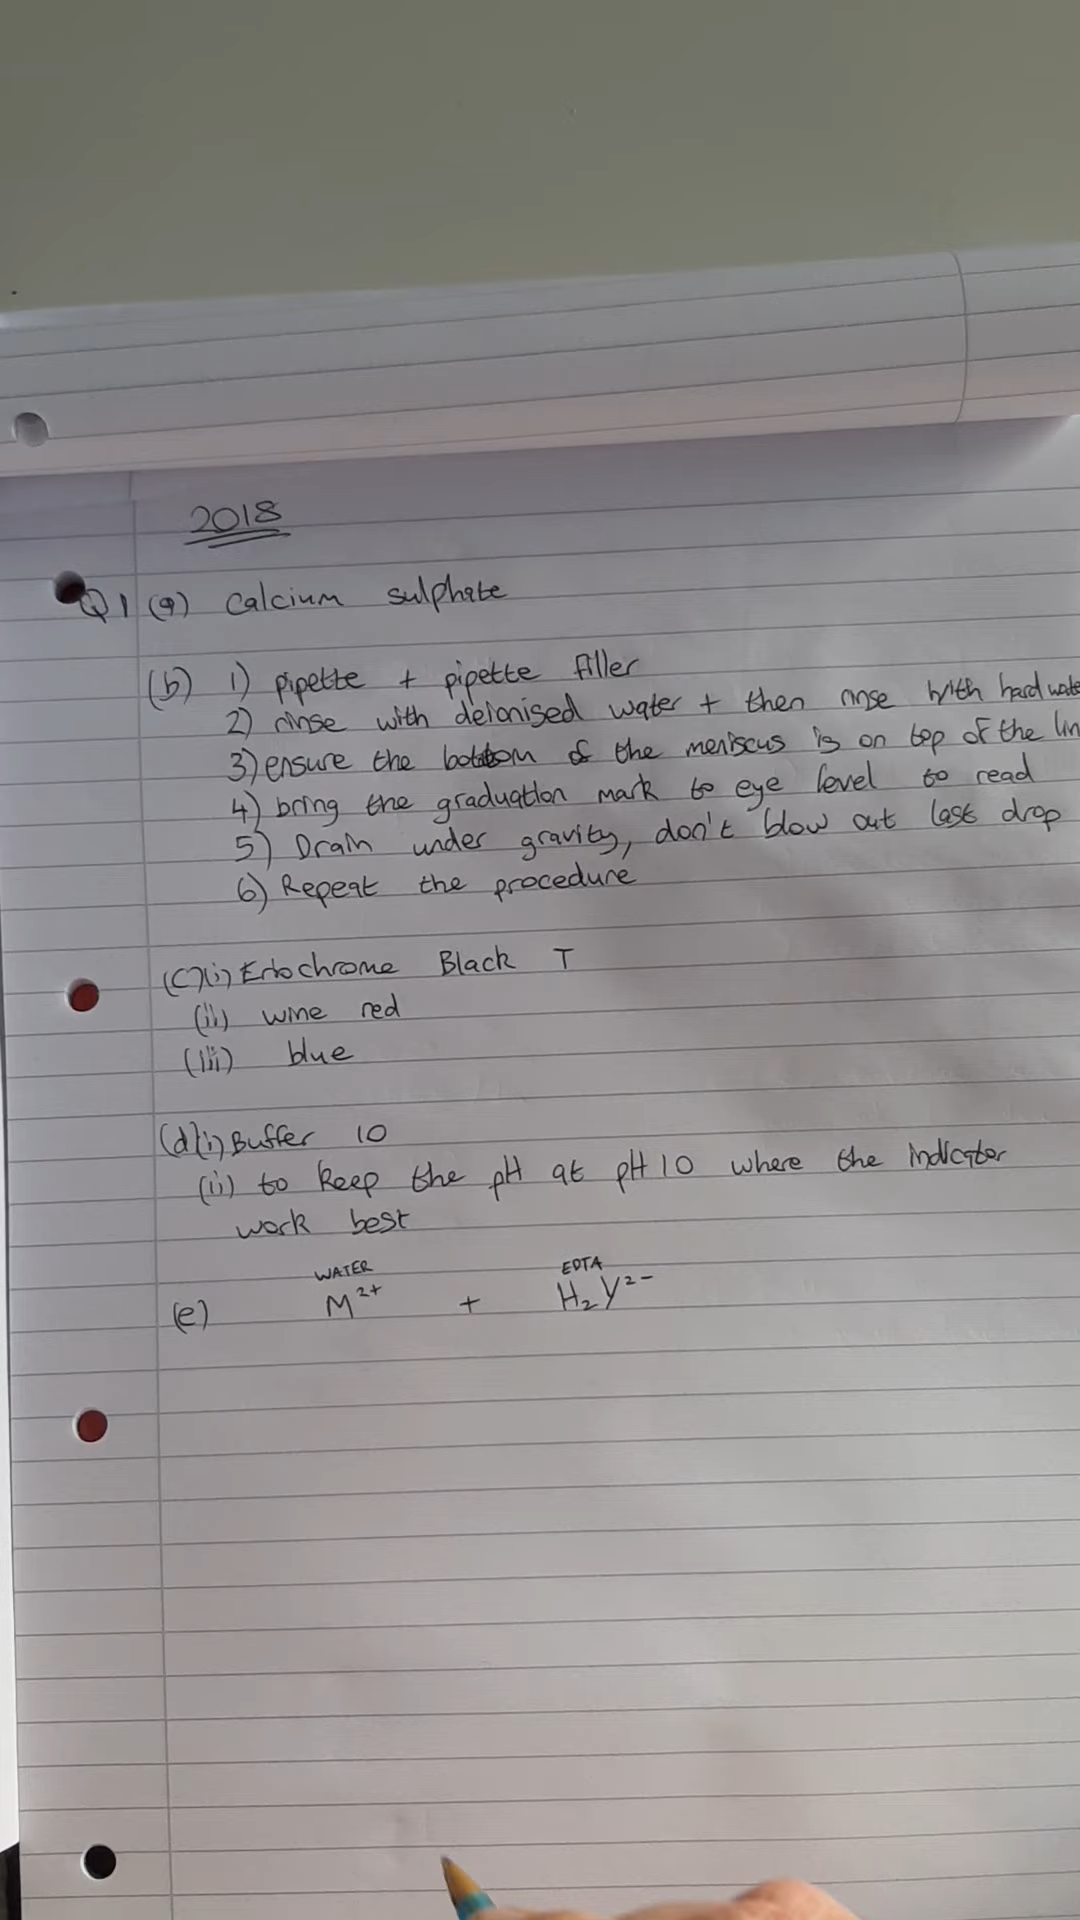 2018
Q1 (a) Calcium sulphate
(b) 1) pipette + pipette filler
2) rinse with deionised water + then rinse with hard wate
3) ensure the bottom of the meniscus is on top of the lin
4) bring the graduation mark to eye level to read
5) Drain under gravity, don't blow out last drop
6) Repeat the procedure
(c)(i) Eriochrome Black T
(ii) wine red
(iii) blue
(d)(i) Buffer 10
(ii) to keep the pH at pH 10 where the indicator
work best
WATER EDTA
(e) M²⁺ + H₂Y²⁻